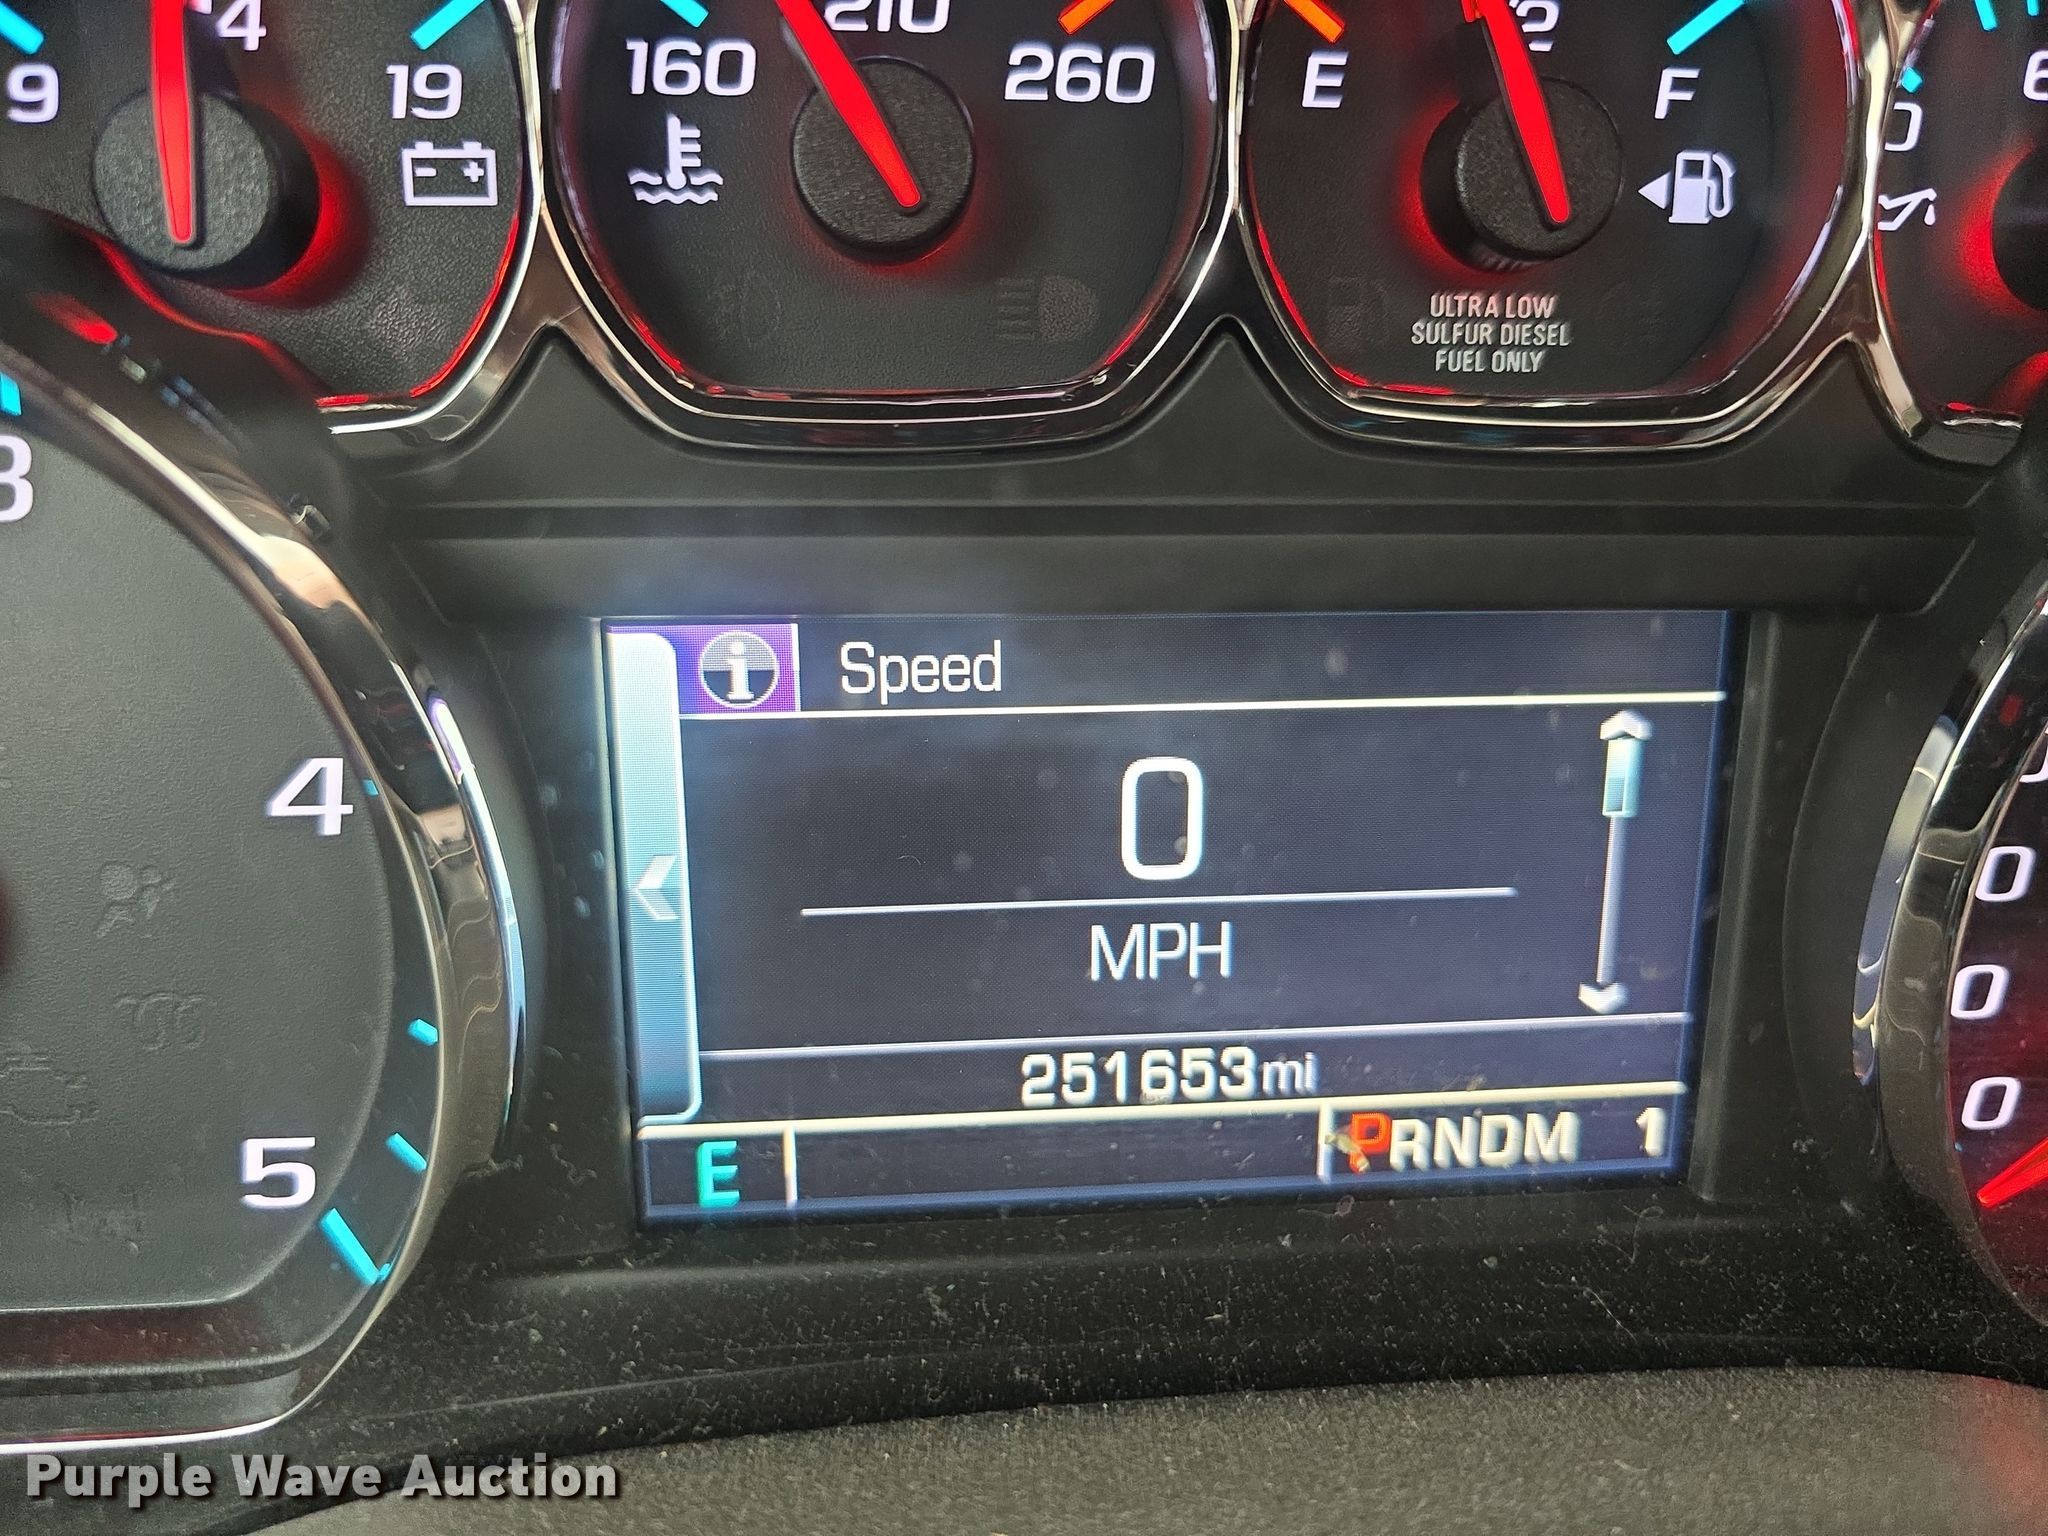 9
4
19
160
210
260
E
F
0
ULTRA LOW
SULFUR DIESEL
FUEL ONLY
3
4
5
Speed
0
MPH
251653mi
E
PRNDM 1
0
0
0
Purple Wave Auction